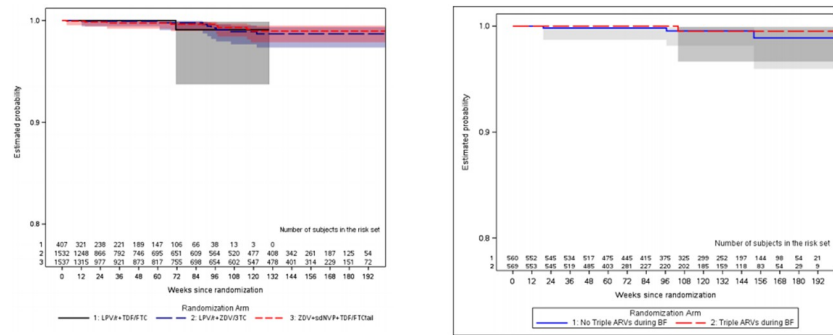 1.0
0.9
0.8
Estimated probability
Number of subjects in the risk set
1 407 321 238 221 189 147 106 66 38 13 3 0
2 1532 1248 866 792 746 695 651 609 564 520 477 408 342 261 187 125 54
3 1537 1315 977 921 873 817 755 698 654 602 547 478 401 314 229 151 72
0 12 24 36 48 60 72 84 96 108 120 132 144 156 168 180 192
Weeks since randomization
Randomization Arm
1: LPV/r+TDF/FTC 2: LPV/r+ZDV/3TC 3: ZDV+sdNVP+TDF/FTCtail
1.0
0.9
0.8
Estimated probability
Number of subjects in the risk set
1 560 552 545 534 517 475 445 415 375 325 299 252 197 144 98 54 21
2 569 553 545 519 485 403 281 227 220 202 185 159 118 83 54 29 9
0 12 24 36 48 60 72 84 96 108 120 132 144 156 168 180 192
Weeks since randomization
Randomization Arm
1: No Triple ARVs during BF 2: Triple ARVs during BF